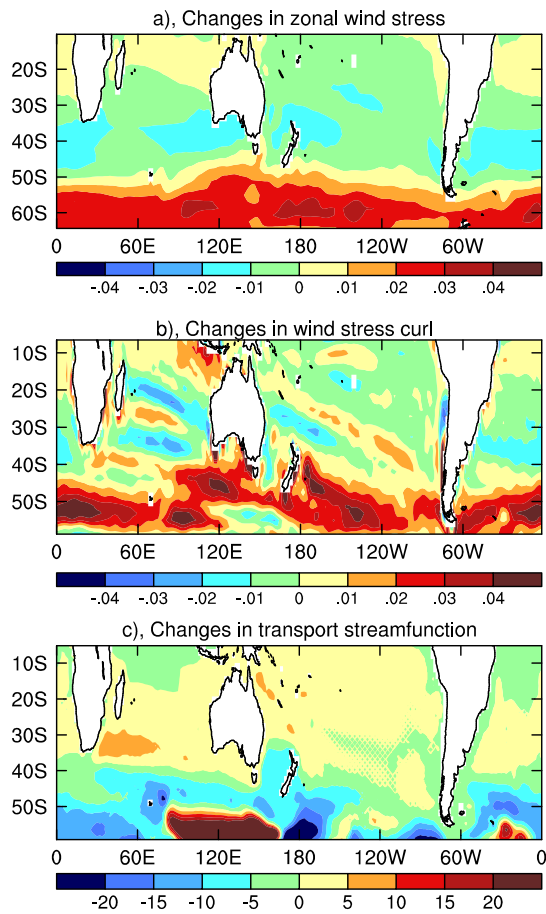 a), Changes in zonal wind stress
20S
30S
40S
50S
60S
0 60E 120E 180 120W 60W
-.04 -.03 -.02 -.01 0 .01 .02 .03 .04
b), Changes in wind stress curl
10S
20S
30S
40S
50S
0 60E 120E 180 120W 60W
-.04 -.03 -.02 -.01 0 .01 .02 .03 .04
c), Changes in transport streamfunction
10S
20S
30S
40S
50S
0 60E 120E 180 120W 60W 0
-20 -15 -10 -5 0 5 10 15 20